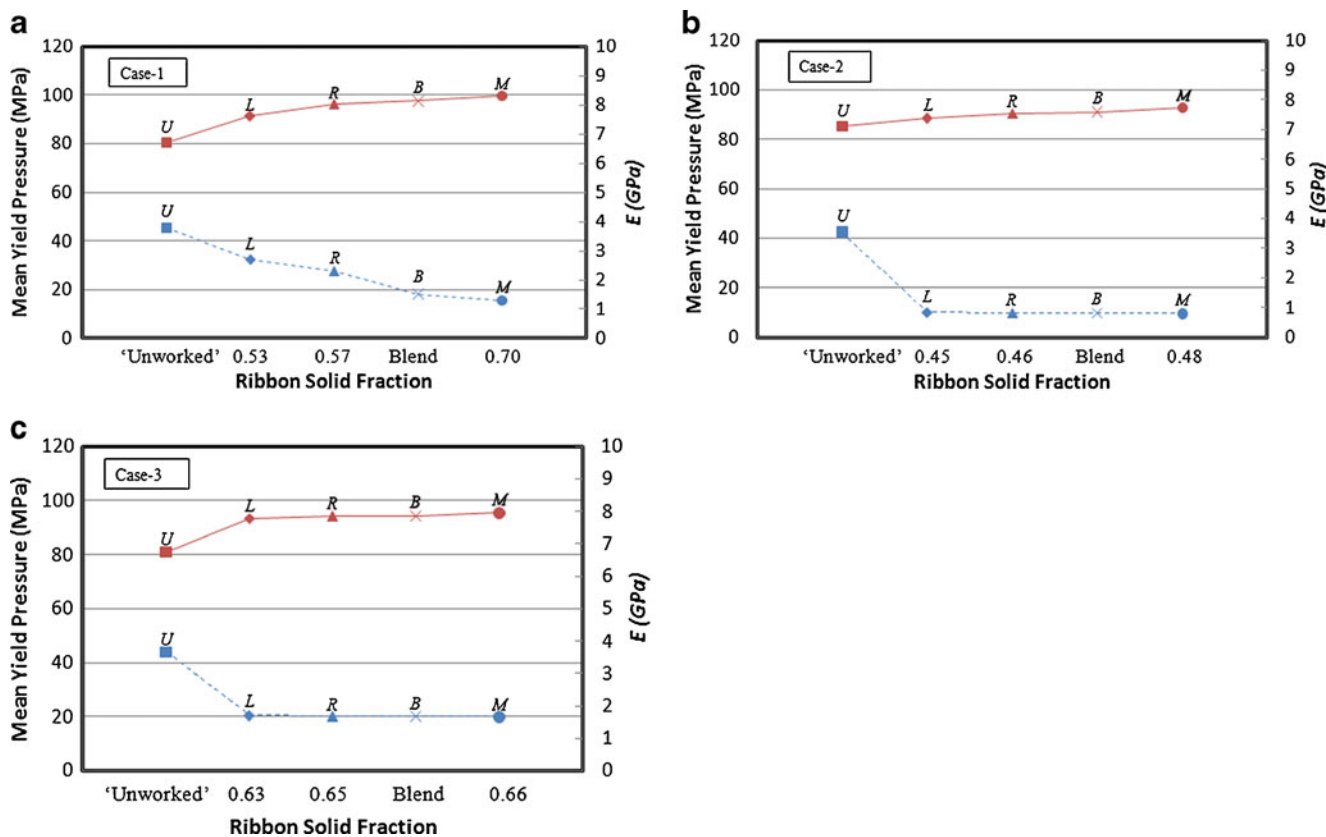 a
Case-1
Mean Yield Pressure (MPa)
120
100
80
60
40
20
0
U
L
R
B
M
U
L
R
B
M
10
9
8
7
6
5
4
3
2
1
0
E (GPa)
‘Unworked’ 0.53 0.57 Blend 0.70
Ribbon Solid Fraction
b
Case-2
Mean Yield Pressure (MPa)
120
100
80
60
40
20
0
U
L
R
B
M
U
L
R
B
M
10
9
8
7
6
5
4
3
2
1
0
E (GPa)
‘Unworked’ 0.45 0.46 Blend 0.48
Ribbon Solid Fraction
c
Case-3
Mean Yield Pressure (MPa)
120
100
80
60
40
20
0
U
L
R
B
M
U
L
R
B
M
10
9
8
7
6
5
4
3
2
1
0
E (GPa)
‘Unworked’ 0.63 0.65 Blend 0.66
Ribbon Solid Fraction